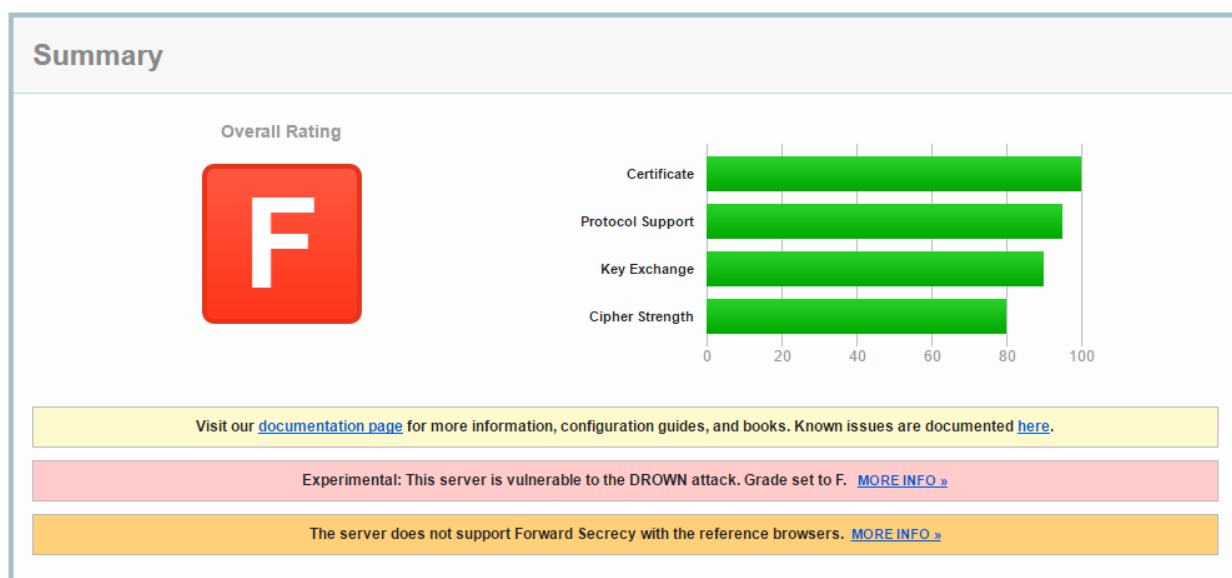 Summary
Overall Rating
F
Certificate
Protocol Support
Key Exchange
Cipher Strength
0 20 40 60 80 100
Visit our documentation page for more information, configuration guides, and books. Known issues are documented here.
Experimental: This server is vulnerable to the DROWN attack. Grade set to F. MORE INFO »
The server does not support Forward Secrecy with the reference browsers. MORE INFO »